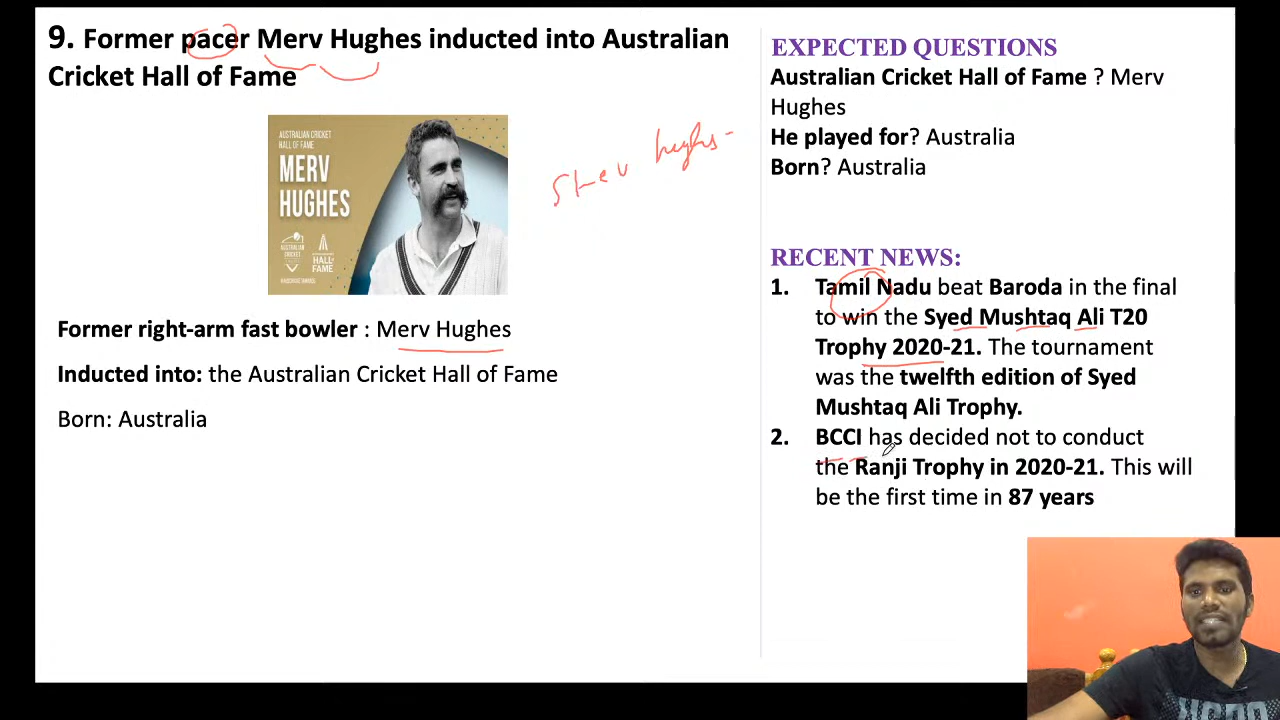 9. Former pacer Merv Hughes inducted into Australian
Cricket Hall of Fame
AUSTRALIAN CRICKET
HALL OF FAME
MERV
HUGHES
AUSTRALIAN
CRICKET
HALL OF
FAME
Former right-arm fast bowler : Merv Hughes
Inducted into: the Australian Cricket Hall of Fame
Born: Australia
hughs-
EXPECTED QUESTIONS
Australian Cricket Hall of Fame ? Merv
Hughes
He played for? Australia
Born? Australia
RECENT NEWS:
1. Tamil Nadu beat Baroda in the final
to win the Syed Mushtaq Ali T20
Trophy 2020-21. The tournament
was the twelfth edition of Syed
Mushtaq Ali Trophy.
2. BCCI has decided not to conduct
the Ranji Trophy in 2020-21. This will
be the first time in 87 years